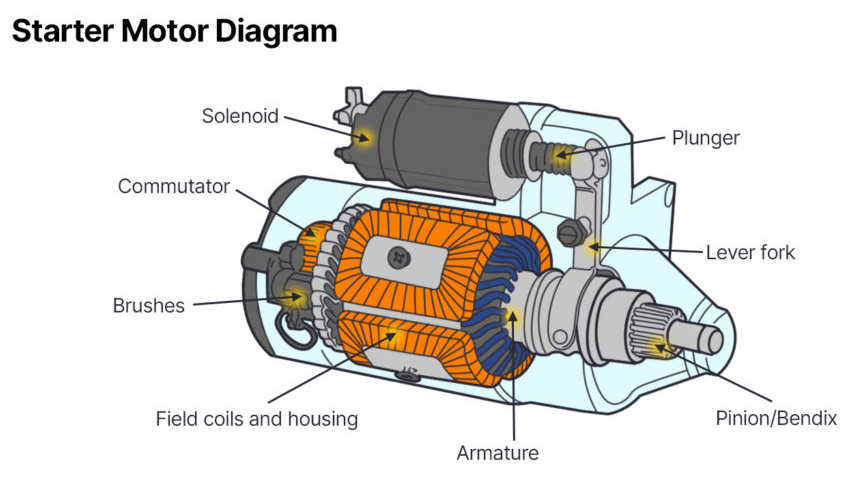 Starter Motor Diagram
Solenoid
Plunger
Commutator
Lever fork
Brushes
Field coils and housing
Pinion/Bendix
Armature